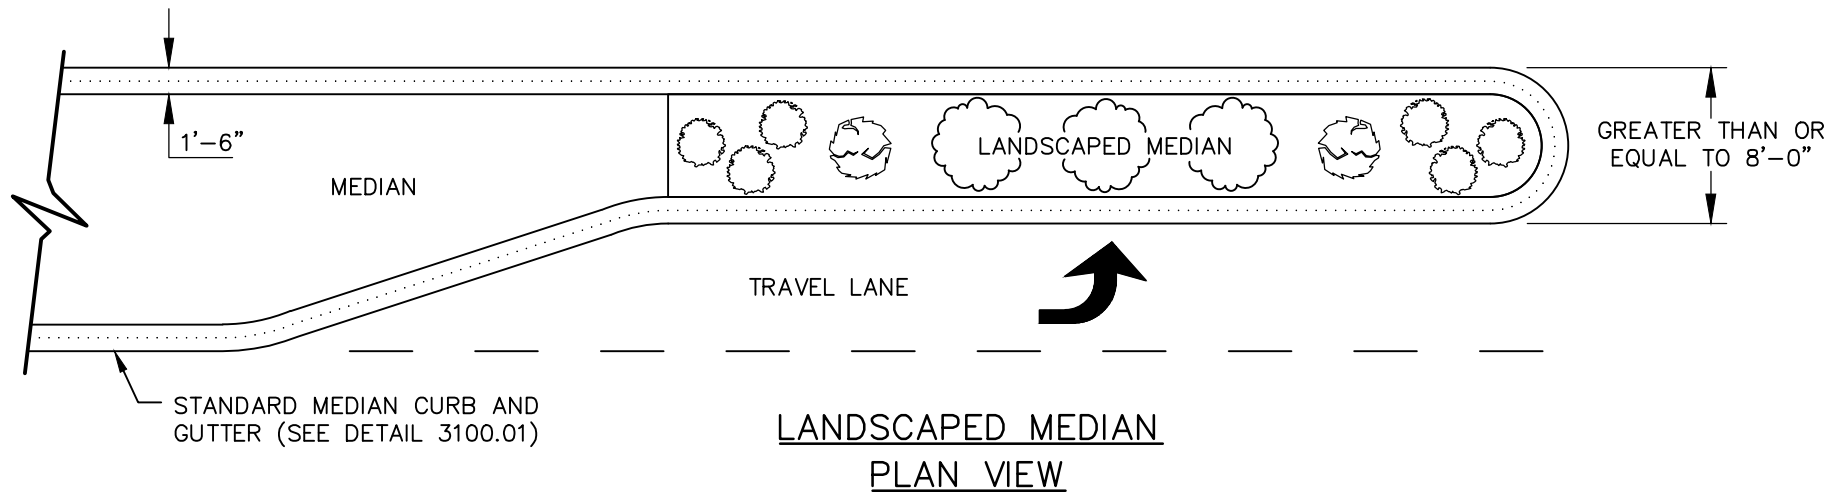 1'-6"
MEDIAN
LANDSCAPED MEDIAN
GREATER THAN OR
EQUAL TO 8'-0"
TRAVEL LANE
STANDARD MEDIAN CURB AND
GUTTER (SEE DETAIL 3100.01)
LANDSCAPED MEDIAN
PLAN VIEW